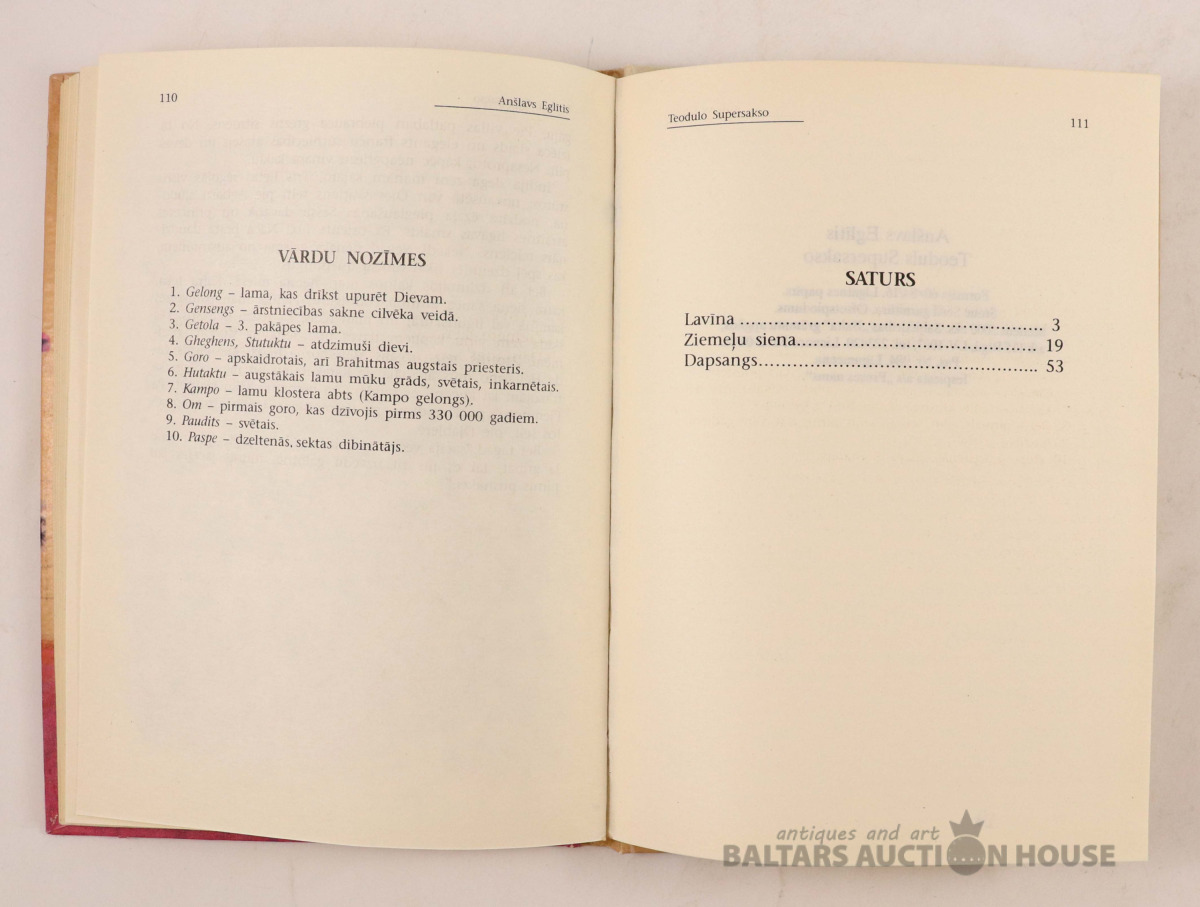 110
Anšlavs Eglītis
VĀRDU NOZĪMES
1. Gelong – lama, kas drīkst upurēt Dievam.
2. Gensengs – ārstniecības sakne cilvēka veidā.
3. Getola – 3. pakāpes lama.
4. Gheghens, Stutuktu – atdzimuši dievi.
5. Goro – apskaidrotais, arī Brahitmas augstais priesteris.
6. Hutaktu – augstākais lamu mūku grāds, svētais, inkarnētais.
7. Kampo – lamu klostera abts (Kampo gelongs).
8. Om – pirmais goro, kas dzīvojis pirms 330 000 gadiem.
9. Paudits – svētais.
10. Paspe – dzeltenās, sektas dibinātājs.
Teodulo Supersakso
111
SATURS
Lavīna ................................................ 3
Ziemeļu siena...................................... 19
Dapsangs............................................ 53
antiques and art
BALTARS AUCTION HOUSE